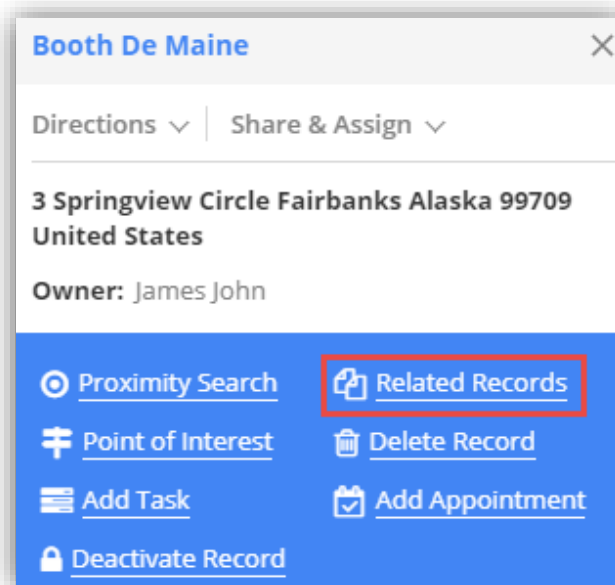 Booth De Maine
Directions Share & Assign
3 Springview Circle Fairbanks Alaska 99709
United States
Owner: James John
Proximity Search Related Records
Point of Interest Delete Record
Add Task Add Appointment
Deactivate Record